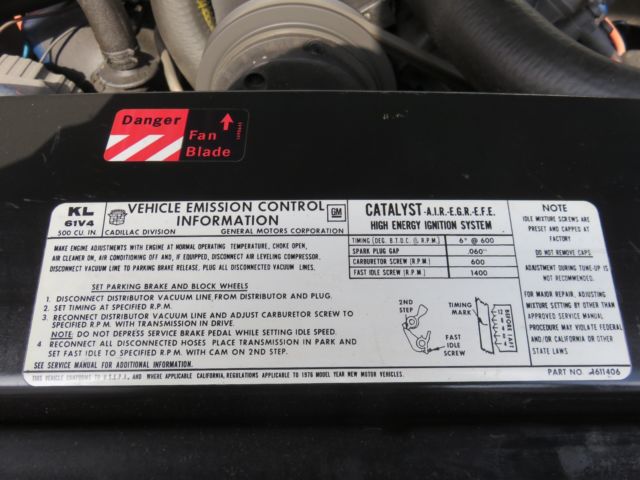 Danger
Fan
Blade
KL
61V4
500 CU. IN.
VEHICLE EMISSION CONTROL
INFORMATION
CADILLAC DIVISION GENERAL MOTORS CORPORATION
GM
MAKE ENGINE ADJUSTMENTS WITH ENGINE AT NORMAL OPERATING TEMPERATURE, CHOKE OPEN,
AIR CLEANER ON, AIR CONDITIONING OFF AND, IF EQUIPPED, DISCONNECT AIR LEVELING COMPRESSOR.
DISCONNECT VACUUM LINE TO PARKING BRAKE RELEASE, PLUG ALL DISCONNECTED VACUUM LINES.
SET PARKING BRAKE AND BLOCK WHEELS
1. DISCONNECT DISTRIBUTOR VACUUM LINE FROM DISTRIBUTOR AND PLUG.
2. SET TIMING AT SPECIFIED R.P.M.
3. RECONNECT DISTRIBUTOR VACUUM LINE AND ADJUST CARBURETOR SCREW TO
SPECIFIED R.P.M. WITH TRANSMISSION IN DRIVE.
NOTE: DO NOT DEPRESS SERVICE BRAKE PEDAL WHILE SETTING IDLE SPEED.
4. RECONNECT ALL DISCONNECTED HOSES PLACE TRANSMISSION IN PARK AND
SET FAST IDLE TO SPECIFIED R.P.M. WITH CAM ON 2ND STEP.
SEE SERVICE MANUAL FOR ADDITIONAL INFORMATION
THIS VEHICLE CONFORMS TO U.S.E.P.A., AND WHERE APPLICABLE CALIFORNIA, REGULATIONS APPLICABLE TO 1976 MODEL YEAR NEW MOTOR VEHICLES.
CATALYST-A.I.R.-E.G.R.-E.F.E.
HIGH ENERGY IGNITION SYSTEM
TIMING (DEG. B.T.D.C. @ R.P.M.) 6° @ 600
SPARK PLUG GAP .060"
CARBURETOR SCREW (R.P.M.) 600
FAST IDLE SCREW (R.P.M.) 1400
2ND
STEP
FAST
IDLE
SCREW
TIMING
MARK
NOTE
IDLE MIXTURE SCREWS ARE
PRESET AND CAPPED AT
FACTORY
DO NOT REMOVE CAPS.
ADJUSTMENT DURING TUNE-UP IS
NOT RECOMMENDED.
FOR MAJOR REPAIR, ADJUSTING
MIXTURE SETTING BY OTHER THAN
APPROVED SERVICE MANUAL
PROCEDURE MAY VIOLATE FEDERAL
AND/OR CALIFORNIA OR OTHER
STATE LAWS
PART NO. 1611406